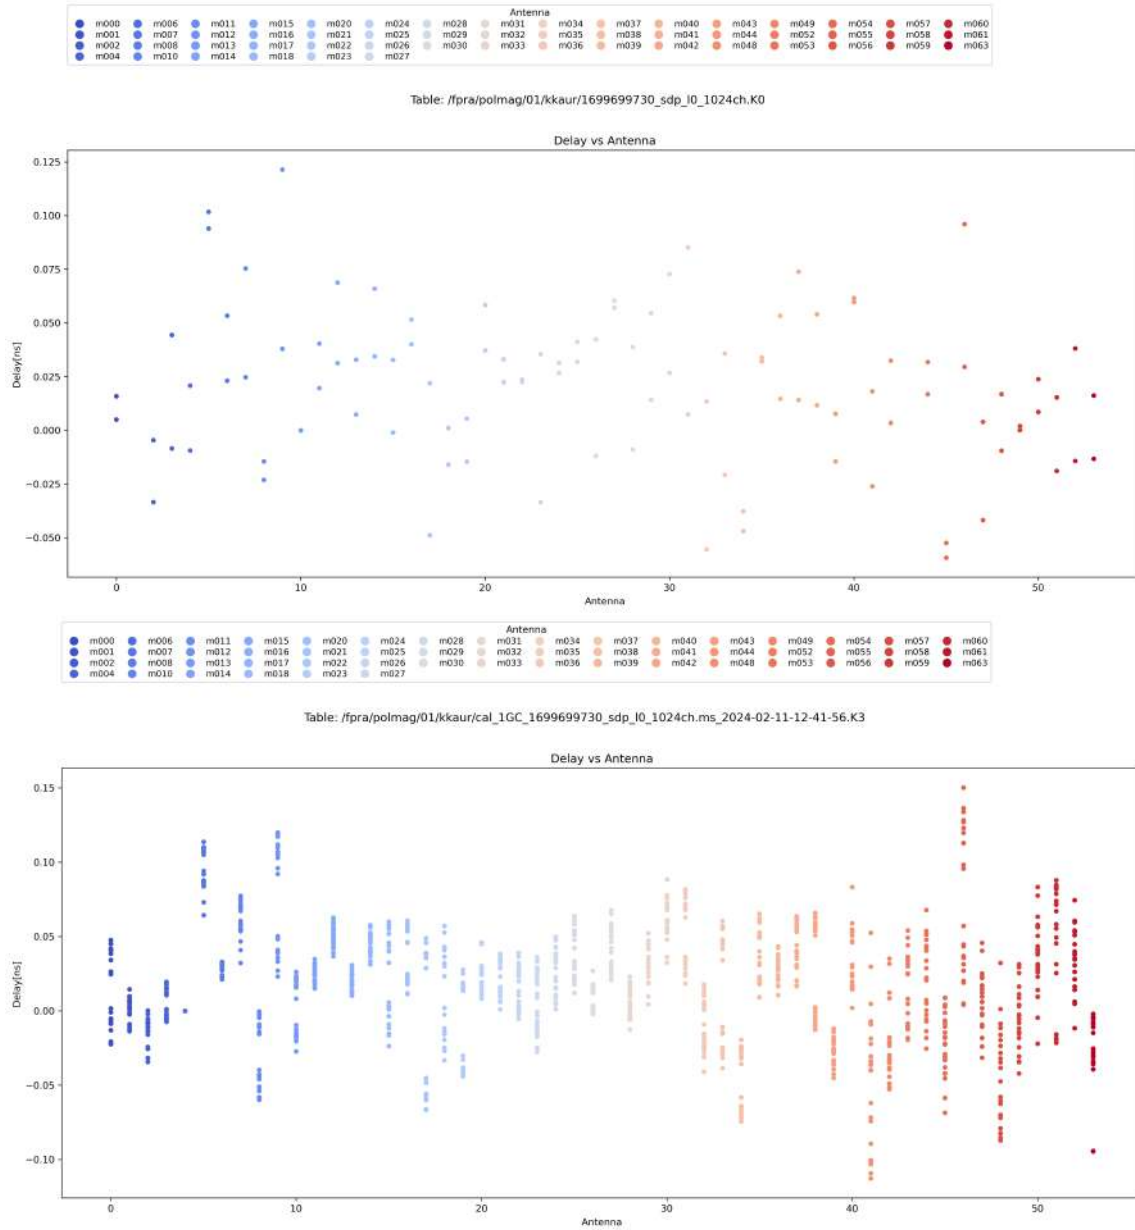 Antenna
m000 m006 m011 m015 m020 m024 m028 m031 m034 m037 m040 m043 m049 m054 m057 m060
m001 m007 m012 m016 m021 m025 m029 m032 m035 m038 m041 m044 m052 m055 m058 m061
m002 m008 m013 m017 m022 m026 m030 m033 m036 m039 m042 m048 m053 m056 m059 m063
m004 m010 m014 m018 m023 m027
Table: /fpra/polmag/01/kkaur/1699699730_sdp_l0_1024ch.K0
Delay vs Antenna
0.125
0.100
0.075
0.050
0.025
0.000
−0.025
−0.050
Delay[ns]
0 10 20 30 40 50
Antenna
Antenna
m000 m006 m011 m015 m020 m024 m028 m031 m034 m037 m040 m043 m049 m054 m057 m060
m001 m007 m012 m016 m021 m025 m029 m032 m035 m038 m041 m044 m052 m055 m058 m061
m002 m008 m013 m017 m022 m026 m030 m033 m036 m039 m042 m048 m053 m056 m059 m063
m004 m010 m014 m018 m023 m027
Table: /fpra/polmag/01/kkaur/cal_1GC_1699699730_sdp_l0_1024ch.ms_2024-02-11-12-41-56.K3
Delay vs Antenna
0.15
0.10
0.05
0.00
−0.05
−0.10
Delay[ns]
0 10 20 30 40 50
Antenna